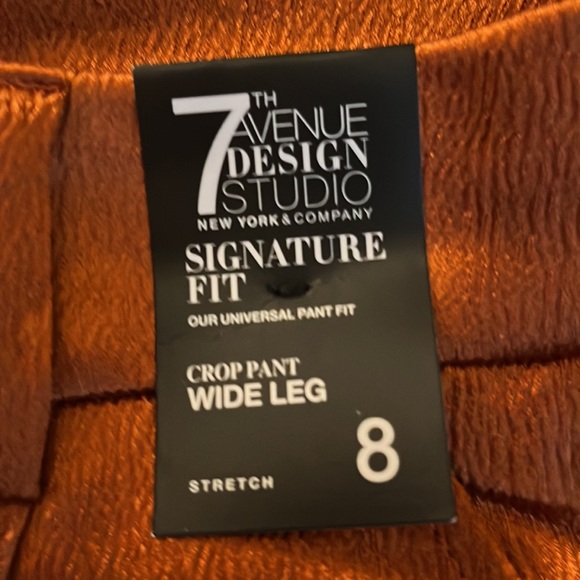 7TH
AVENUE
DESIGN
STUDIO
NEW YORK & COMPANY
SIGNATURE
FIT
OUR UNIVERSAL PANT FIT
CROP PANT
WIDE LEG
8
STRETCH